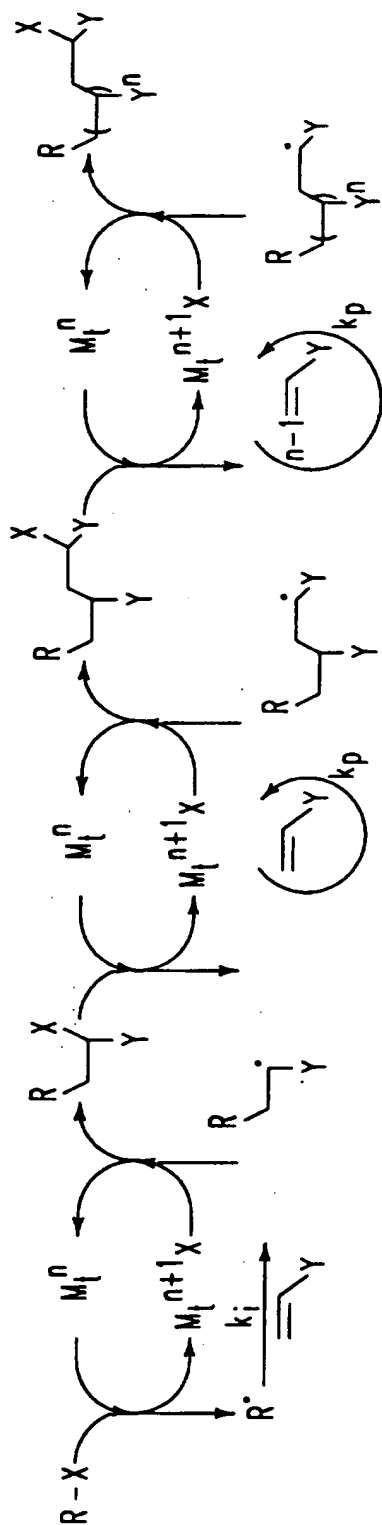 R-X
M_t^n
M_t^{n+1}X
R•
k_i
Y
R
X
Y
R
•
Y
M_t^n
M_t^{n+1}X
Y
k_p
R
X
Y
Y
R
•
Y
Y
M_t^n
M_t^{n+1}X
n-1
Y
k_p
R
X
Y
Y
n
R
•
Y
Y
n